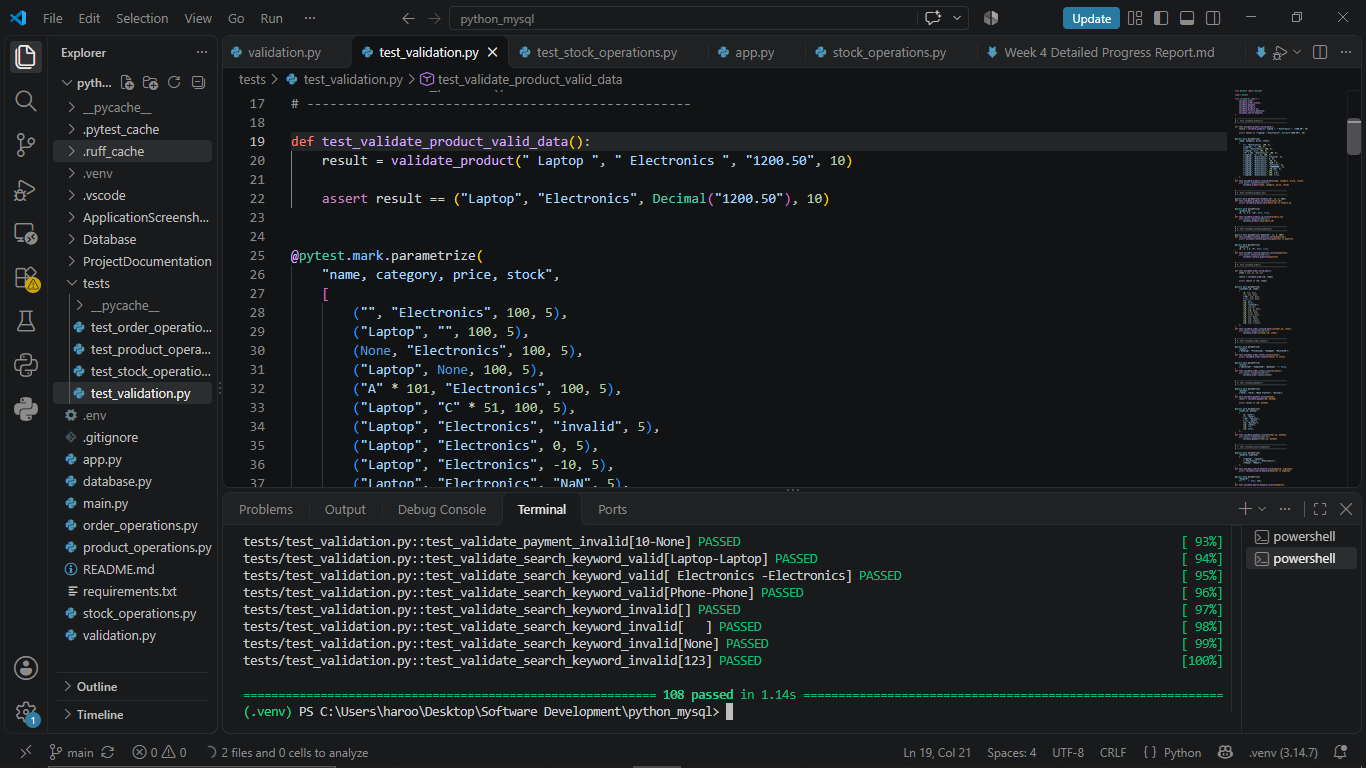 File Edit Selection View Go Run ··· python_mysql Update
Explorer ···
validation.py test_validation.py test_stock_operations.py app.py stock_operations.py Week 4 Detailed Progress Report.md ···
tests > test_validation.py > test_validate_product_valid_data
pyth...
__pycache__
.pytest_cache
.ruff_cache
.venv
.vscode
ApplicationScreensh...
Database
ProjectDocumentation
tests
__pycache__
test_order_operatio...
test_product_opera...
test_stock_operatio...
test_validation.py
.env
.gitignore
app.py
database.py
main.py
order_operations.py
product_operations.py
README.md
requirements.txt
stock_operations.py
validation.py
Outline
Timeline
1
17 # --------------------------------------------------
18
19 def test_validate_product_valid_data():
20 result = validate_product(" Laptop ", " Electronics ", "1200.50", 10)
21
22 assert result == ("Laptop", "Electronics", Decimal("1200.50"), 10)
23
24
25 @pytest.mark.parametrize(
26 "name, category, price, stock",
27 [
28 ("", "Electronics", 100, 5),
29 ("Laptop", "", 100, 5),
30 (None, "Electronics", 100, 5),
31 ("Laptop", None, 100, 5),
32 ("A" * 101, "Electronics", 100, 5),
33 ("Laptop", "C" * 51, 100, 5),
34 ("Laptop", "Electronics", "invalid", 5),
35 ("Laptop", "Electronics", 0, 5),
36 ("Laptop", "Electronics", -10, 5),
37 ("Laptop", "Electronics", "NaN", 5),
Problems Output Debug Console Terminal Ports
tests/test_validation.py::test_validate_payment_invalid[10-None] PASSED [ 93%]
tests/test_validation.py::test_validate_search_keyword_valid[Laptop-Laptop] PASSED [ 94%]
tests/test_validation.py::test_validate_search_keyword_valid[ Electronics -Electronics] PASSED [ 95%]
tests/test_validation.py::test_validate_search_keyword_valid[Phone-Phone] PASSED [ 96%]
tests/test_validation.py::test_validate_search_keyword_invalid[] PASSED [ 97%]
tests/test_validation.py::test_validate_search_keyword_invalid[   ] PASSED [ 98%]
tests/test_validation.py::test_validate_search_keyword_invalid[None] PASSED [ 99%]
tests/test_validation.py::test_validate_search_keyword_invalid[123] PASSED [100%]
=========================== 108 passed in 1.14s ===========================
(.venv) PS C:\Users\haroo\Desktop\Software Development\python_mysql>
powershell
powershell
main 0 0 2 files and 0 cells to analyze Ln 19, Col 21 Spaces: 4 UTF-8 CRLF { } Python .venv (3.14.7)